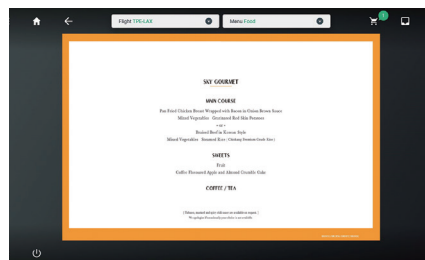 1
Flight TPE-LAX
Menu Food
SKY GOURMET
MAIN COURSE
Pan Fried Chicken Breast Wrapped with Bacon in Onion Brown Sauce
Mixed Vegetables Gratinated Red Skin Potatoes
- or -
Braised Beef in Korean Style
Mixed Vegetables Steamed Rice
SWEETS
Fruit
Coffee Flavoured Apple and Almond Crumble Cake
COFFEE / TEA